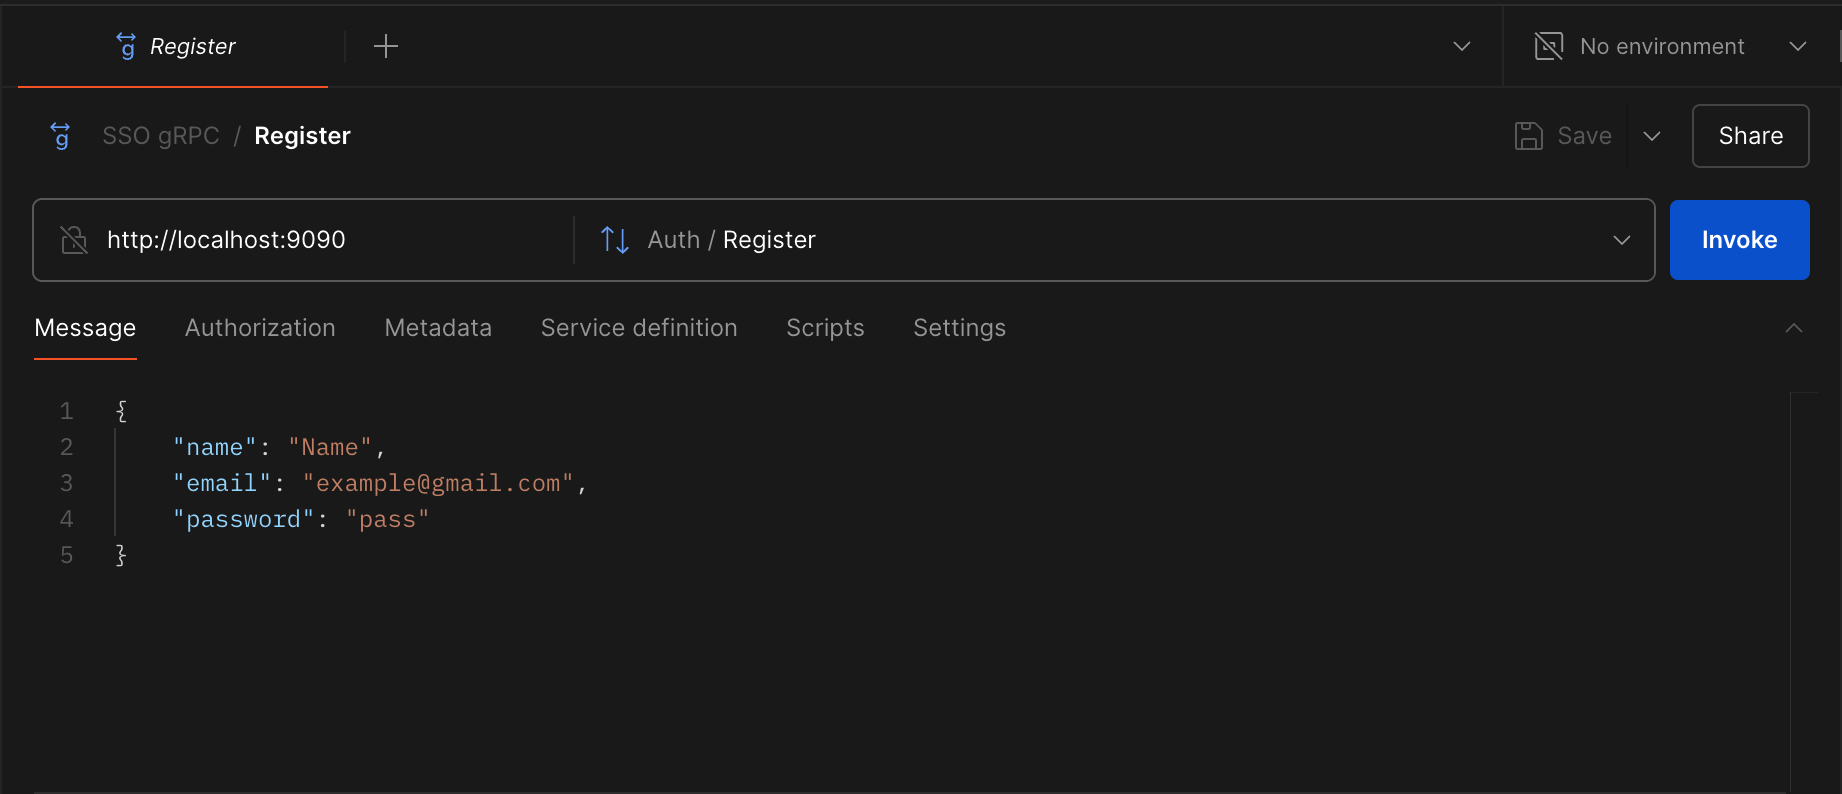 Register
No environment
SSO gRPC / Register
Save
Share
http://localhost:9090
Auth / Register
Invoke
Message
Authorization
Metadata
Service definition
Scripts
Settings
1 {
2 "name": "Name",
3 "email": "example@gmail.com",
4 "password": "pass"
5 }